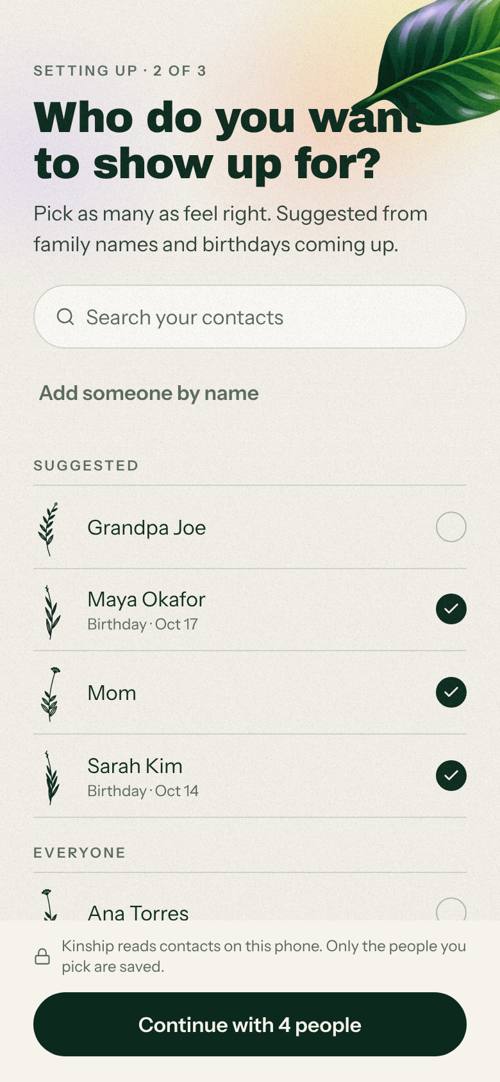 SETTING UP · 2 OF 3
Who do you want
to show up for?
Pick as many as feel right. Suggested from
family names and birthdays coming up.
Search your contacts
Add someone by name
SUGGESTED
Grandpa Joe
Maya Okafor
Birthday · Oct 17
Mom
Sarah Kim
Birthday · Oct 14
EVERYONE
Ana Torres
Kinship reads contacts on this phone. Only the people you
pick are saved.
Continue with 4 people